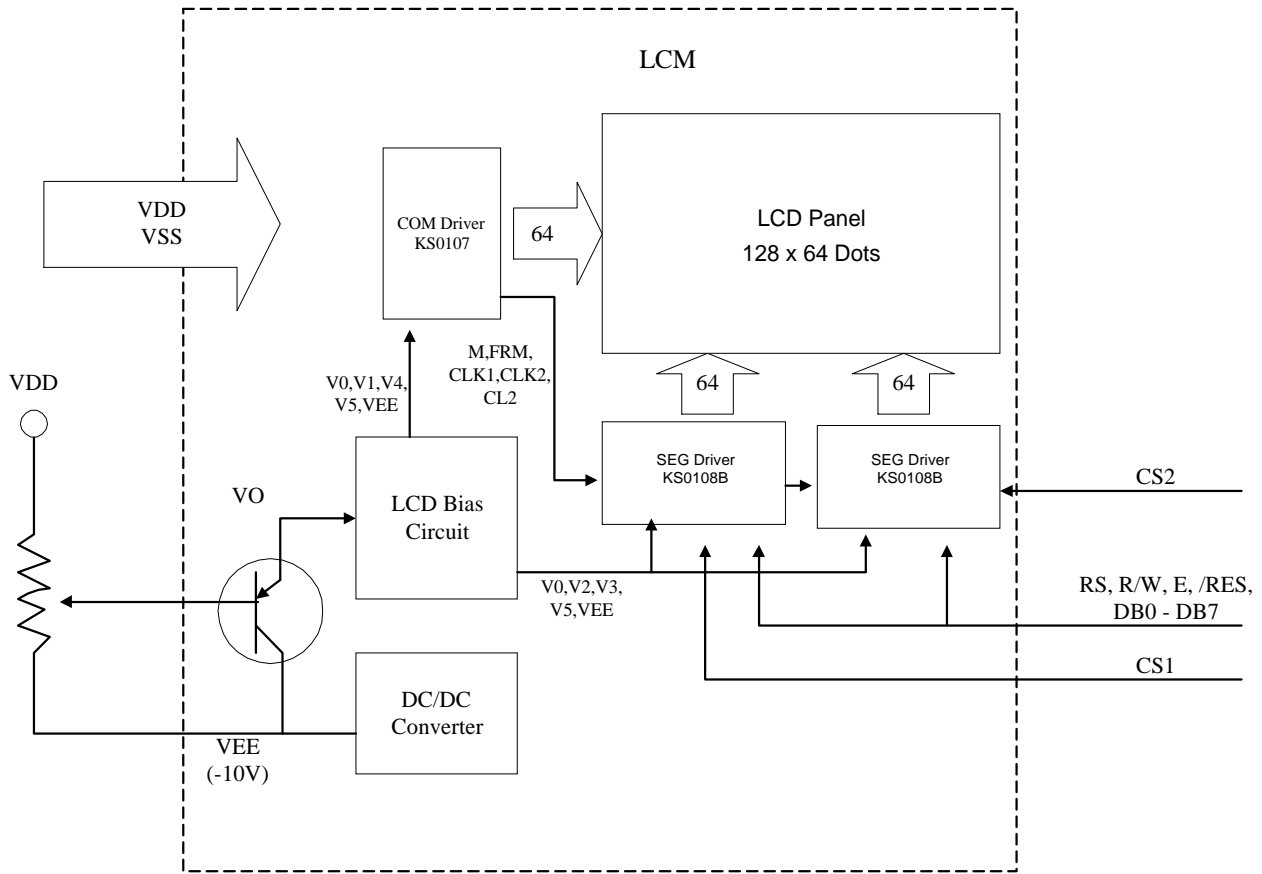 LCM
VDD
VSS
COM Driver
KS0107
64
LCD Panel
128 x 64 Dots
M,FRM,
CLK1,CLK2,
CL2
64
64
VDD
V0,V1,V4,
V5,VEE
SEG Driver
KS0108B
SEG Driver
KS0108B
CS2
VO
LCD Bias
Circuit
V0,V2,V3,
V5,VEE
RS, R/W, E, /RES,
DB0 - DB7
CS1
DC/DC
Converter
VEE
(-10V)